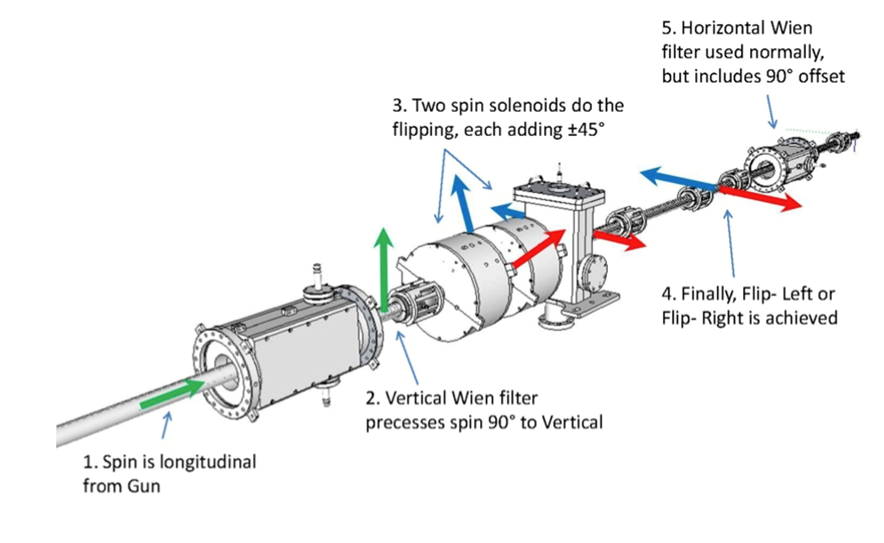 5. Horizontal Wien
filter used normally,
but includes 90° offset
3. Two spin solenoids do the
flipping, each adding ±45°
4. Finally, Flip- Left or
Flip- Right is achieved
2. Vertical Wien filter
precesses spin 90° to Vertical
1. Spin is longitudinal
from Gun